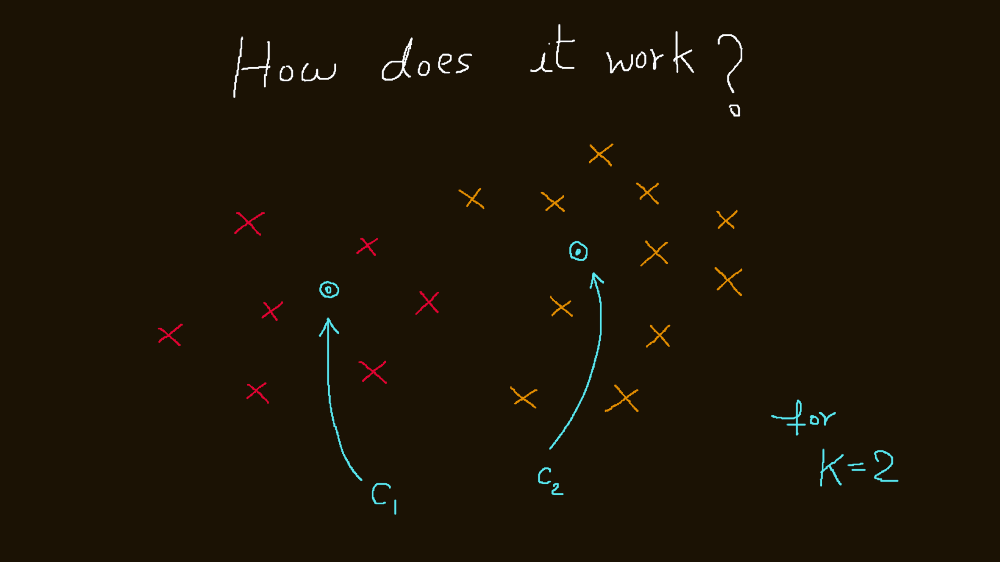 How does it work?
C₁
C₂
for
K=2